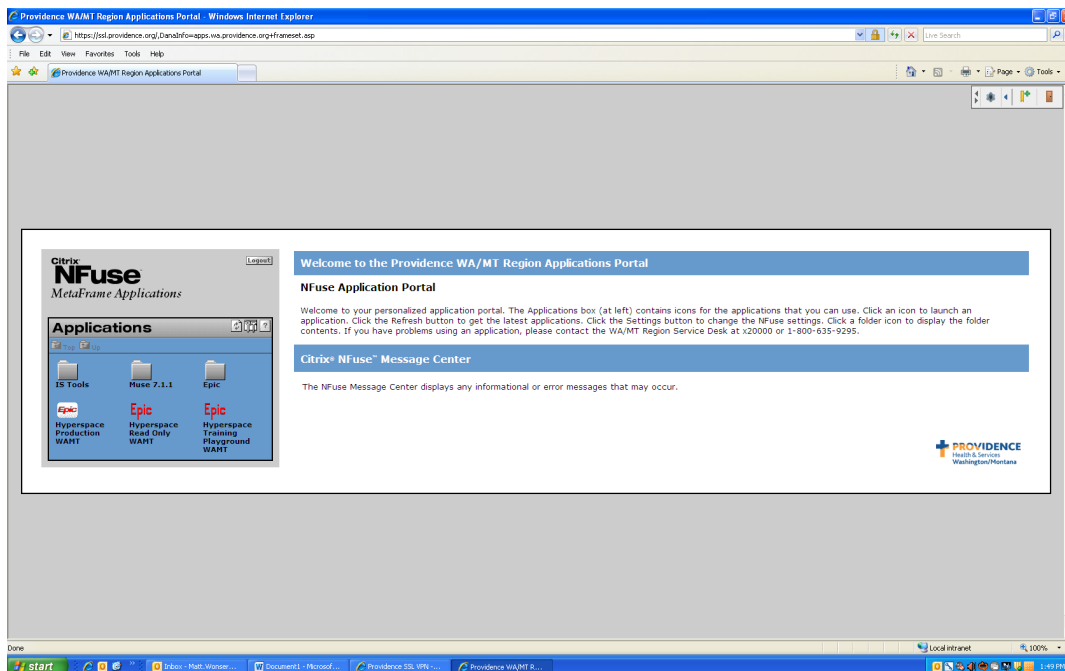 Providence WA/MT Region Applications Portal - Windows Internet Explorer
https://ssl.providence.org/,DanaInfo=apps.wa.providence.org+frameset.asp
Live Search
File Edit View Favorites Tools Help
Providence WA/MT Region Applications Portal
Page Tools
Citrix
NFuse
MetaFrame Applications
Logout
Applications
?
Top Up
IS Tools
Muse 7.1.1
Epic
Epic
Hyperspace
Production
WAMT
Epic
Hyperspace
Read Only
WAMT
Epic
Hyperspace
Training
Playground
WAMT
Welcome to the Providence WA/MT Region Applications Portal
NFuse Application Portal
Welcome to your personalized application portal. The Applications box (at left) contains icons for the applications that you can use. Click an icon to launch an
application. Click the Refresh button to get the latest applications. Click the Settings button to change the NFuse settings. Click a folder icon to display the folder
contents. If you have problems using an application, please contact the WA/MT Region Service Desk at x20000 or 1-800-635-9295.
Citrix® NFuse™ Message Center
The NFuse Message Center displays any informational or error messages that may occur.
PROVIDENCE
Health & Services
Washington/Montana
Done
Local intranet
100%
start
Inbox - Matt.Wonser...
Document1 - Microsof...
Providence SSL VPN -...
Providence WA/MT R...
1:49 PM